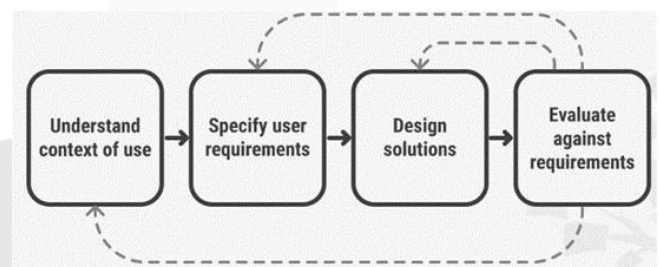 Understand
context of use
Specify user
requirements
Design
solutions
Evaluate
against
requirements